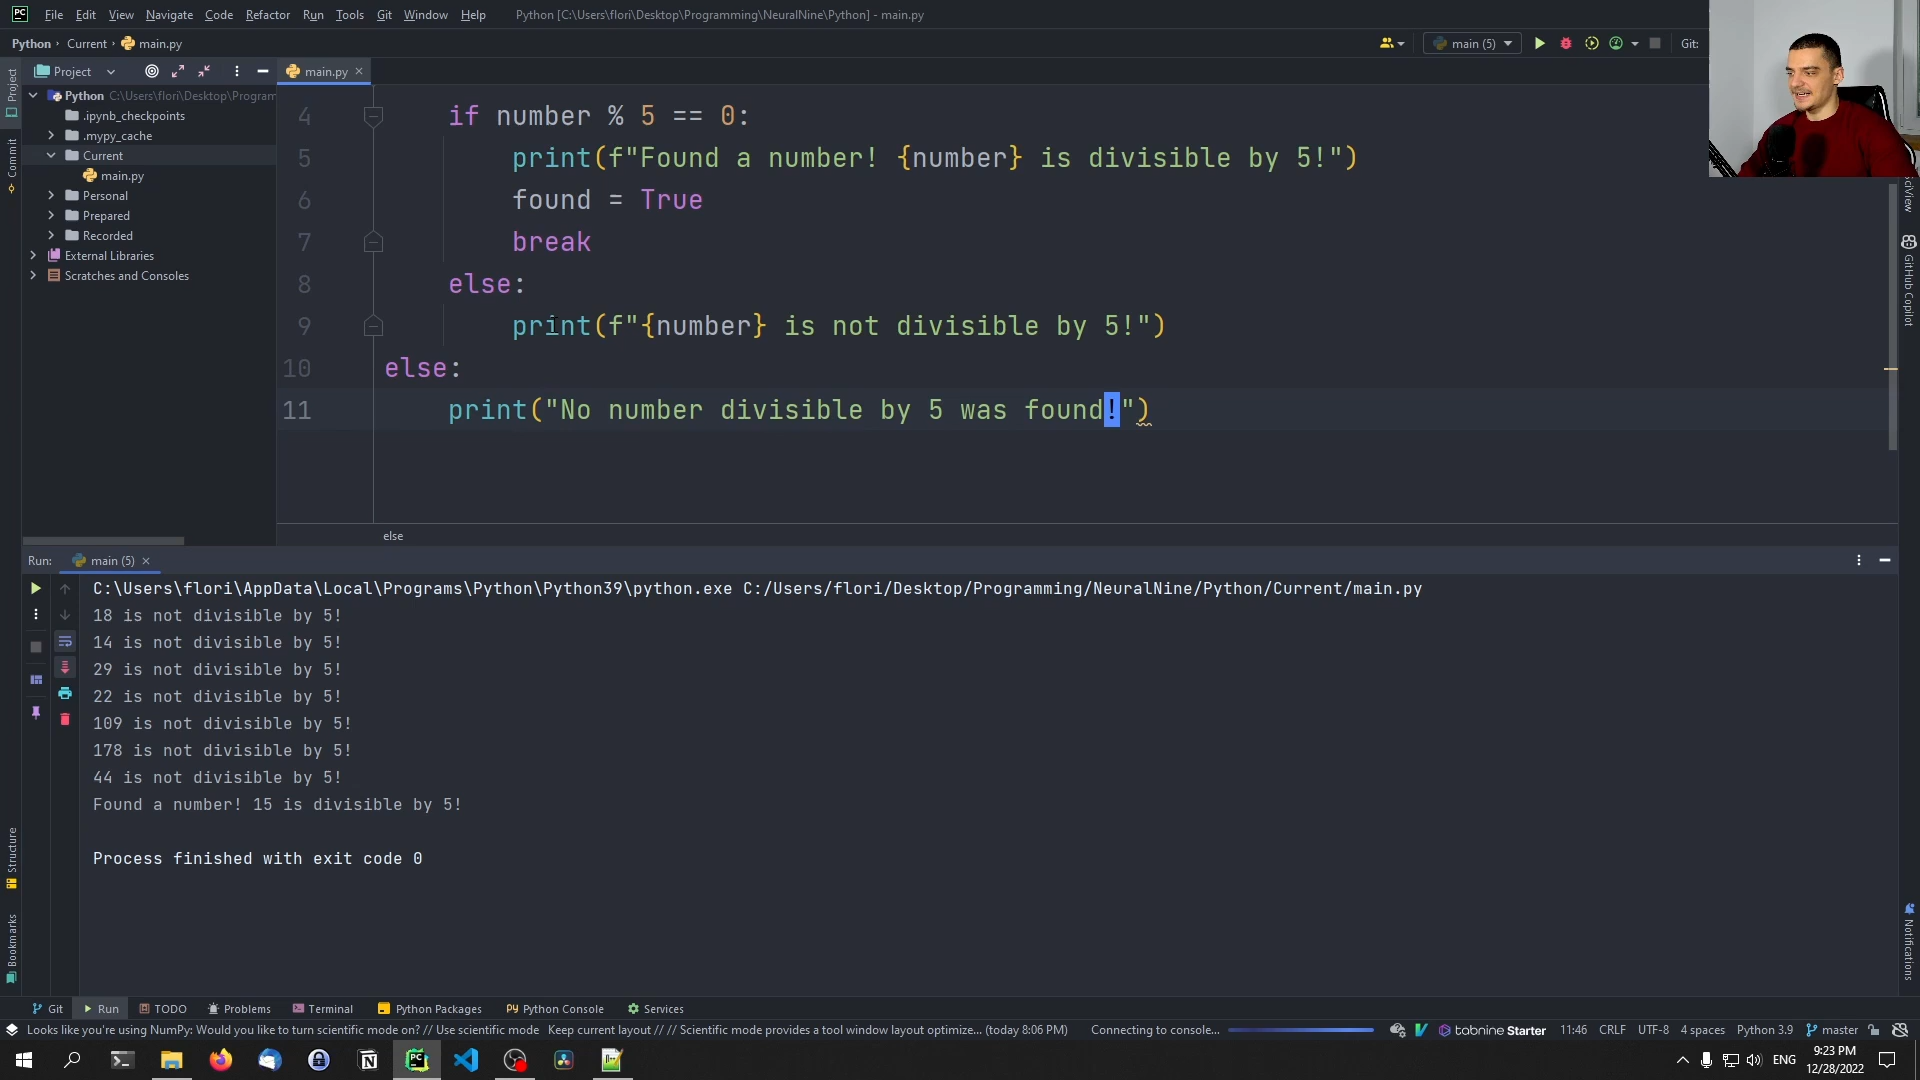 PC File Edit View Navigate Code Refactor Run Tools Git Window Help Python [C:\Users\flori\Desktop\Programming\NeuralNine\Python] - main.py
Python Current main.py
main (5) Git:
Project
main.py
Python C:\Users\flori\Desktop\Program
.ipynb_checkpoints
.mypy_cache
Current
main.py
Personal
Prepared
Recorded
External Libraries
Scratches and Consoles
Project
Commit
Structure
Bookmarks
4 if number % 5 == 0:
5 print(f"Found a number! {number} is divisible by 5!")
6 found = True
7 break
8 else:
9 print(f"{number} is not divisible by 5!")
10 else:
11 print("No number divisible by 5 was found!")
else
SciView
GitHub Copilot
Notifications
Run: main (5)
C:\Users\flori\AppData\Local\Programs\Python\Python39\python.exe C:/Users/flori/Desktop/Programming/NeuralNine/Python/Current/main.py
18 is not divisible by 5!
14 is not divisible by 5!
29 is not divisible by 5!
22 is not divisible by 5!
109 is not divisible by 5!
178 is not divisible by 5!
44 is not divisible by 5!
Found a number! 15 is divisible by 5!
Process finished with exit code 0
Git Run TODO Problems Terminal Python Packages Python Console Services
Looks like you're using NumPy: Would you like to turn scientific mode on? // Use scientific mode Keep current layout // // Scientific mode provides a tool window layout optimize... (today 8:06 PM) Connecting to console... tabnine Starter 11:46 CRLF UTF-8 4 spaces Python 3.9 master
ENG 9:23 PM
12/28/2022